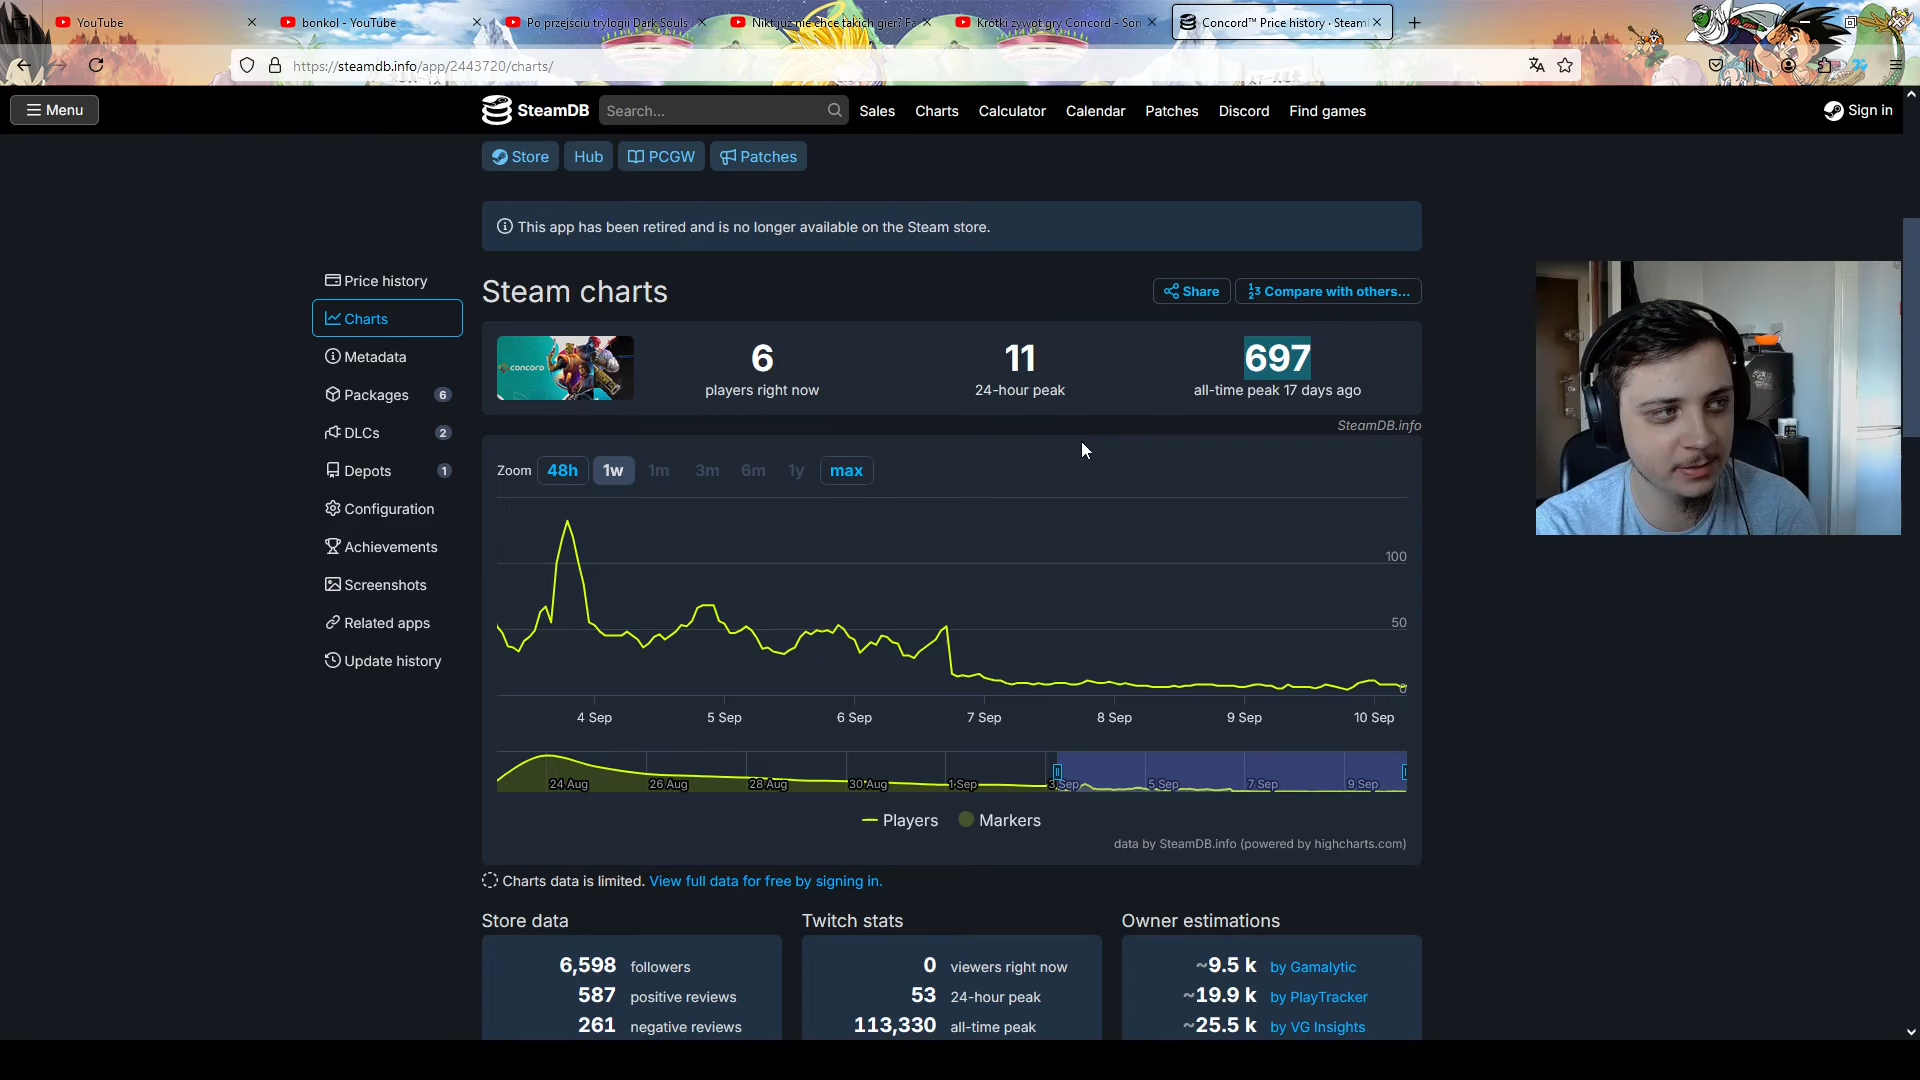 YouTube
bonkol - YouTube
Po przejściu trylogii Dark Souls
Nikt już nie chce takich gier? Fa
Krótki żywot gry Concord - Son
Concord™ Price history · Steam
https://steamdb.info/app/2443720/charts/
Menu
SteamDB
Search...
Sales
Charts
Calculator
Calendar
Patches
Discord
Find games
Sign in
Store
Hub
PCGW
Patches
This app has been retired and is no longer available on the Steam store.
Price history
Charts
Metadata
Packages 6
DLCs 2
Depots 1
Configuration
Achievements
Screenshots
Related apps
Update history
Steam charts
Share
Compare with others...
concord
6
players right now
11
24-hour peak
697
all-time peak 17 days ago
SteamDB.info
Zoom 48h 1w 1m 3m 6m 1y max
100
50
0
4 Sep 5 Sep 6 Sep 7 Sep 8 Sep 9 Sep 10 Sep
24 Aug 26 Aug 28 Aug 30 Aug 1 Sep 3 Sep 5 Sep 7 Sep 9 Sep
Players Markers
data by SteamDB.info (powered by highcharts.com)
Charts data is limited. View full data for free by signing in.
Store data
6,598 followers
587 positive reviews
261 negative reviews
Twitch stats
0 viewers right now
53 24-hour peak
113,330 all-time peak
Owner estimations
~9.5 k by Gamalytic
~19.9 k by PlayTracker
~25.5 k by VG Insights